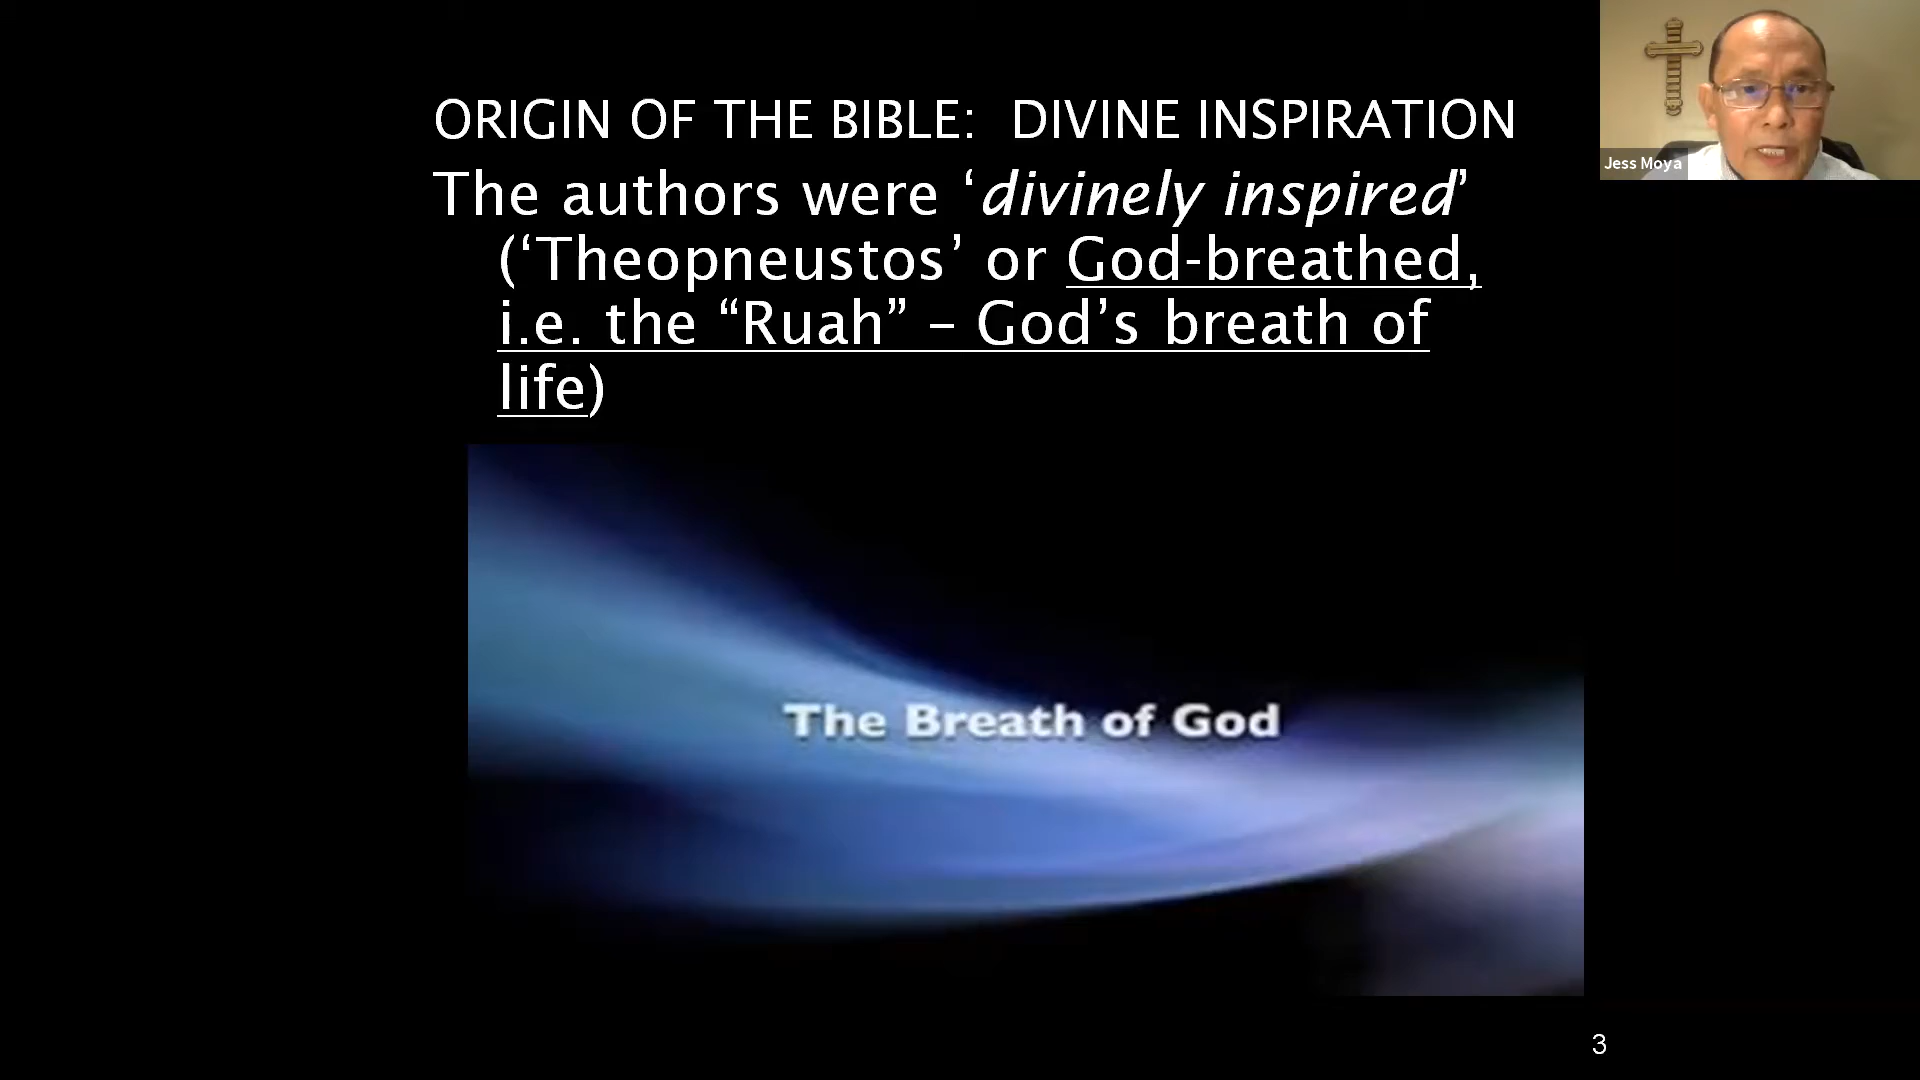 ORIGIN OF THE BIBLE:  DIVINE INSPIRATION
The authors were ‘divinely inspired’
(‘Theopneustos’ or God-breathed,
i.e. the “Ruah” – God’s breath of
life)
The Breath of God
3
Jess Moya